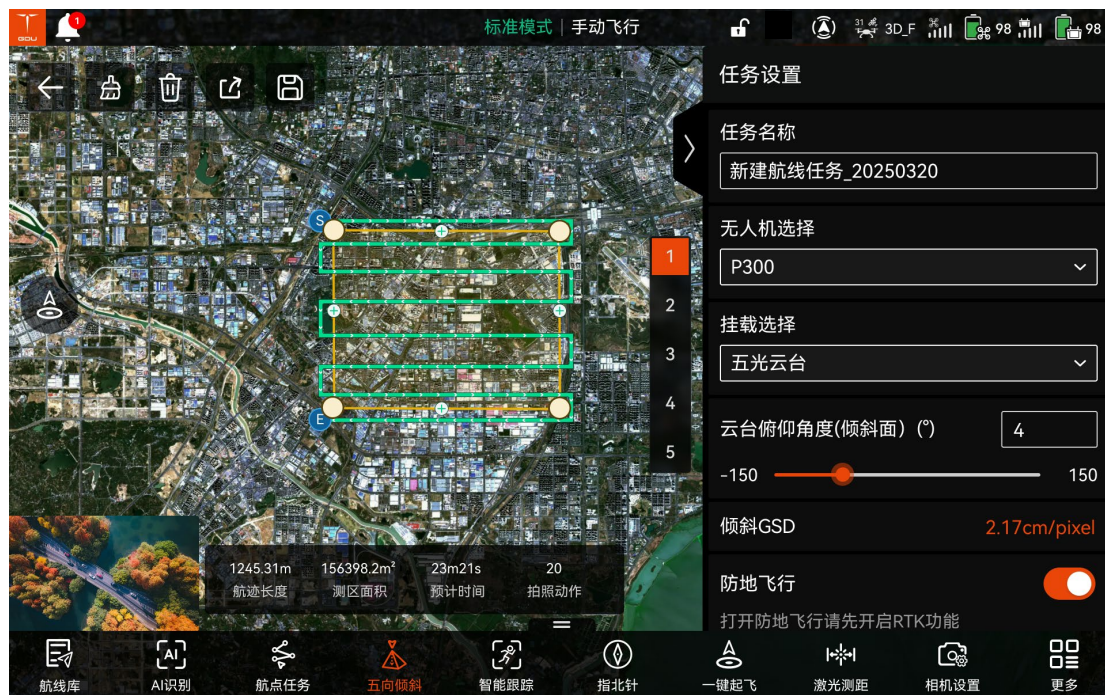 GDU
1
标准模式 | 手动飞行
31
3D_F
98
98
任务设置
任务名称
新建航线任务_20250320
无人机选择
P300
挂载选择
五光云台
云台俯仰角度(倾斜面）(°)
4
-150
150
倾斜GSD
2.17cm/pixel
防地飞行
打开防地飞行请先开启RTK功能
S
E
1
2
3
4
5
1245.31m
156398.2m²
23m21s
20
航迹长度
测区面积
预计时间
拍照动作
航线库
AI
AI识别
航点任务
五向倾斜
智能跟踪
指北针
一键起飞
激光测距
相机设置
更多